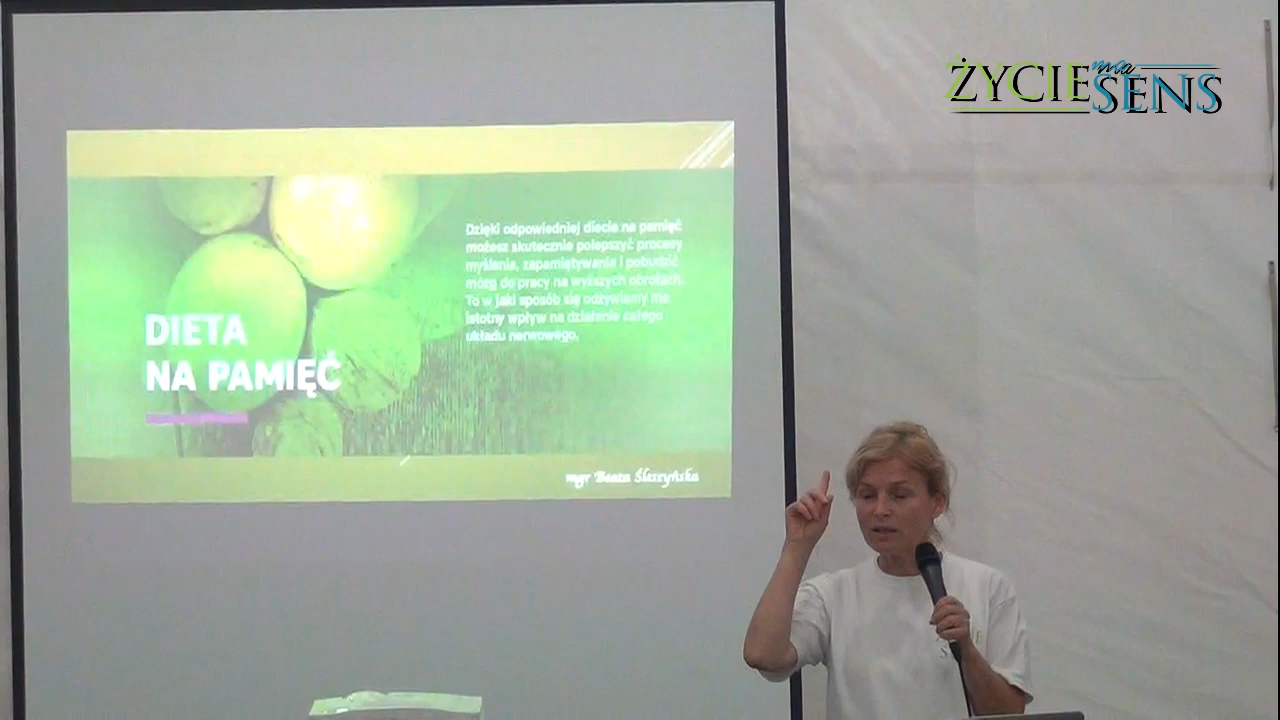 ŻYCIE ma SENS
Dzięki odpowiedniej diecie na pamięć
możesz skutecznie polepszyć procesy
myślenia, zapamiętywania i pobudzić
mózg do pracy na wyższych obrotach.
To w jaki sposób się odżywiamy ma
istotny wpływ na działanie całego
układu nerwowego.
DIETA
NA PAMIĘĆ
mgr Beata Śleszyńska